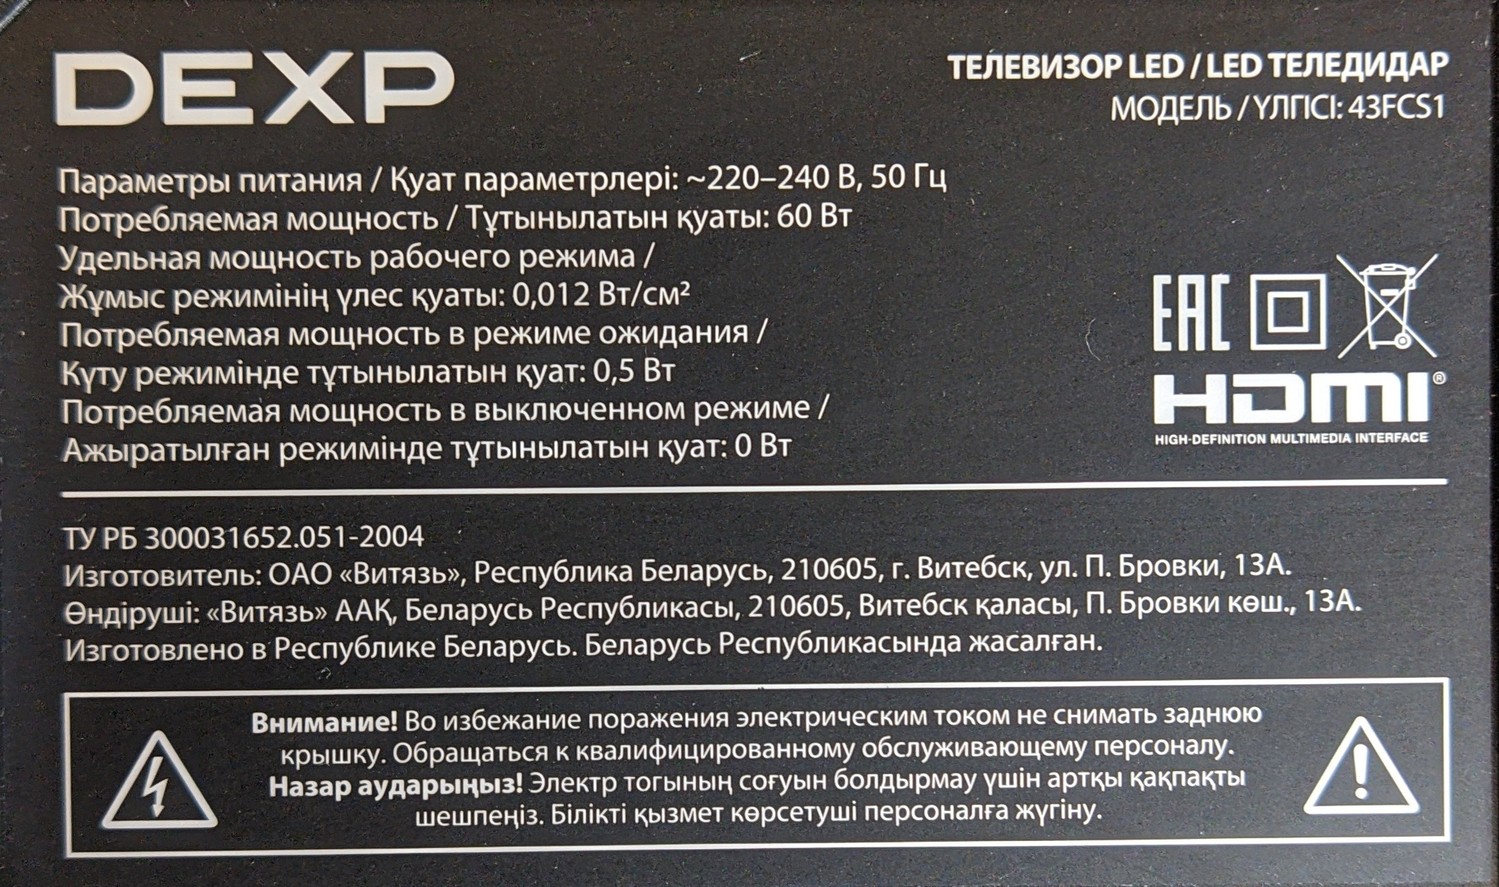 DEXP
ТЕЛЕВИЗОР LED / LED ТЕЛЕДИДАР
МОДЕЛЬ / ҮЛГІСІ: 43FCS1
Параметры питания / Қуат параметрлері: ~220–240 В, 50 Гц
Потребляемая мощность / Тұтынылатын қуаты: 60 Вт
Удельная мощность рабочего режима /
Жұмыс режимінің үлес қуаты: 0,012 Вт/см²
Потребляемая мощность в режиме ожидания /
Күту режимінде тұтынылатын қуат: 0,5 Вт
Потребляемая мощность в выключенном режиме /
Ажыратылған режимінде тұтынылатын қуат: 0 Вт
EAC
HDMI®
HIGH-DEFINITION MULTIMEDIA INTERFACE
ТУ РБ 300031652.051-2004
Изготовитель: ОАО «Витязь», Республика Беларусь, 210605, г. Витебск, ул. П. Бровки, 13А.
Өндіруші: «Витязь» ААҚ, Беларусь Республикасы, 210605, Витебск қаласы, П. Бровки көш., 13А.
Изготовлено в Республике Беларусь. Беларусь Республикасында жасалған.
Внимание! Во избежание поражения электрическим током не снимать заднюю
крышку. Обращаться к квалифицированному обслуживающему персоналу.
Назар аударыңыз! Электр тогының соғуын болдырмау үшін артқы қақпақты
шешпеңіз. Білікті қызмет көрсетуші персоналға жүгіну.